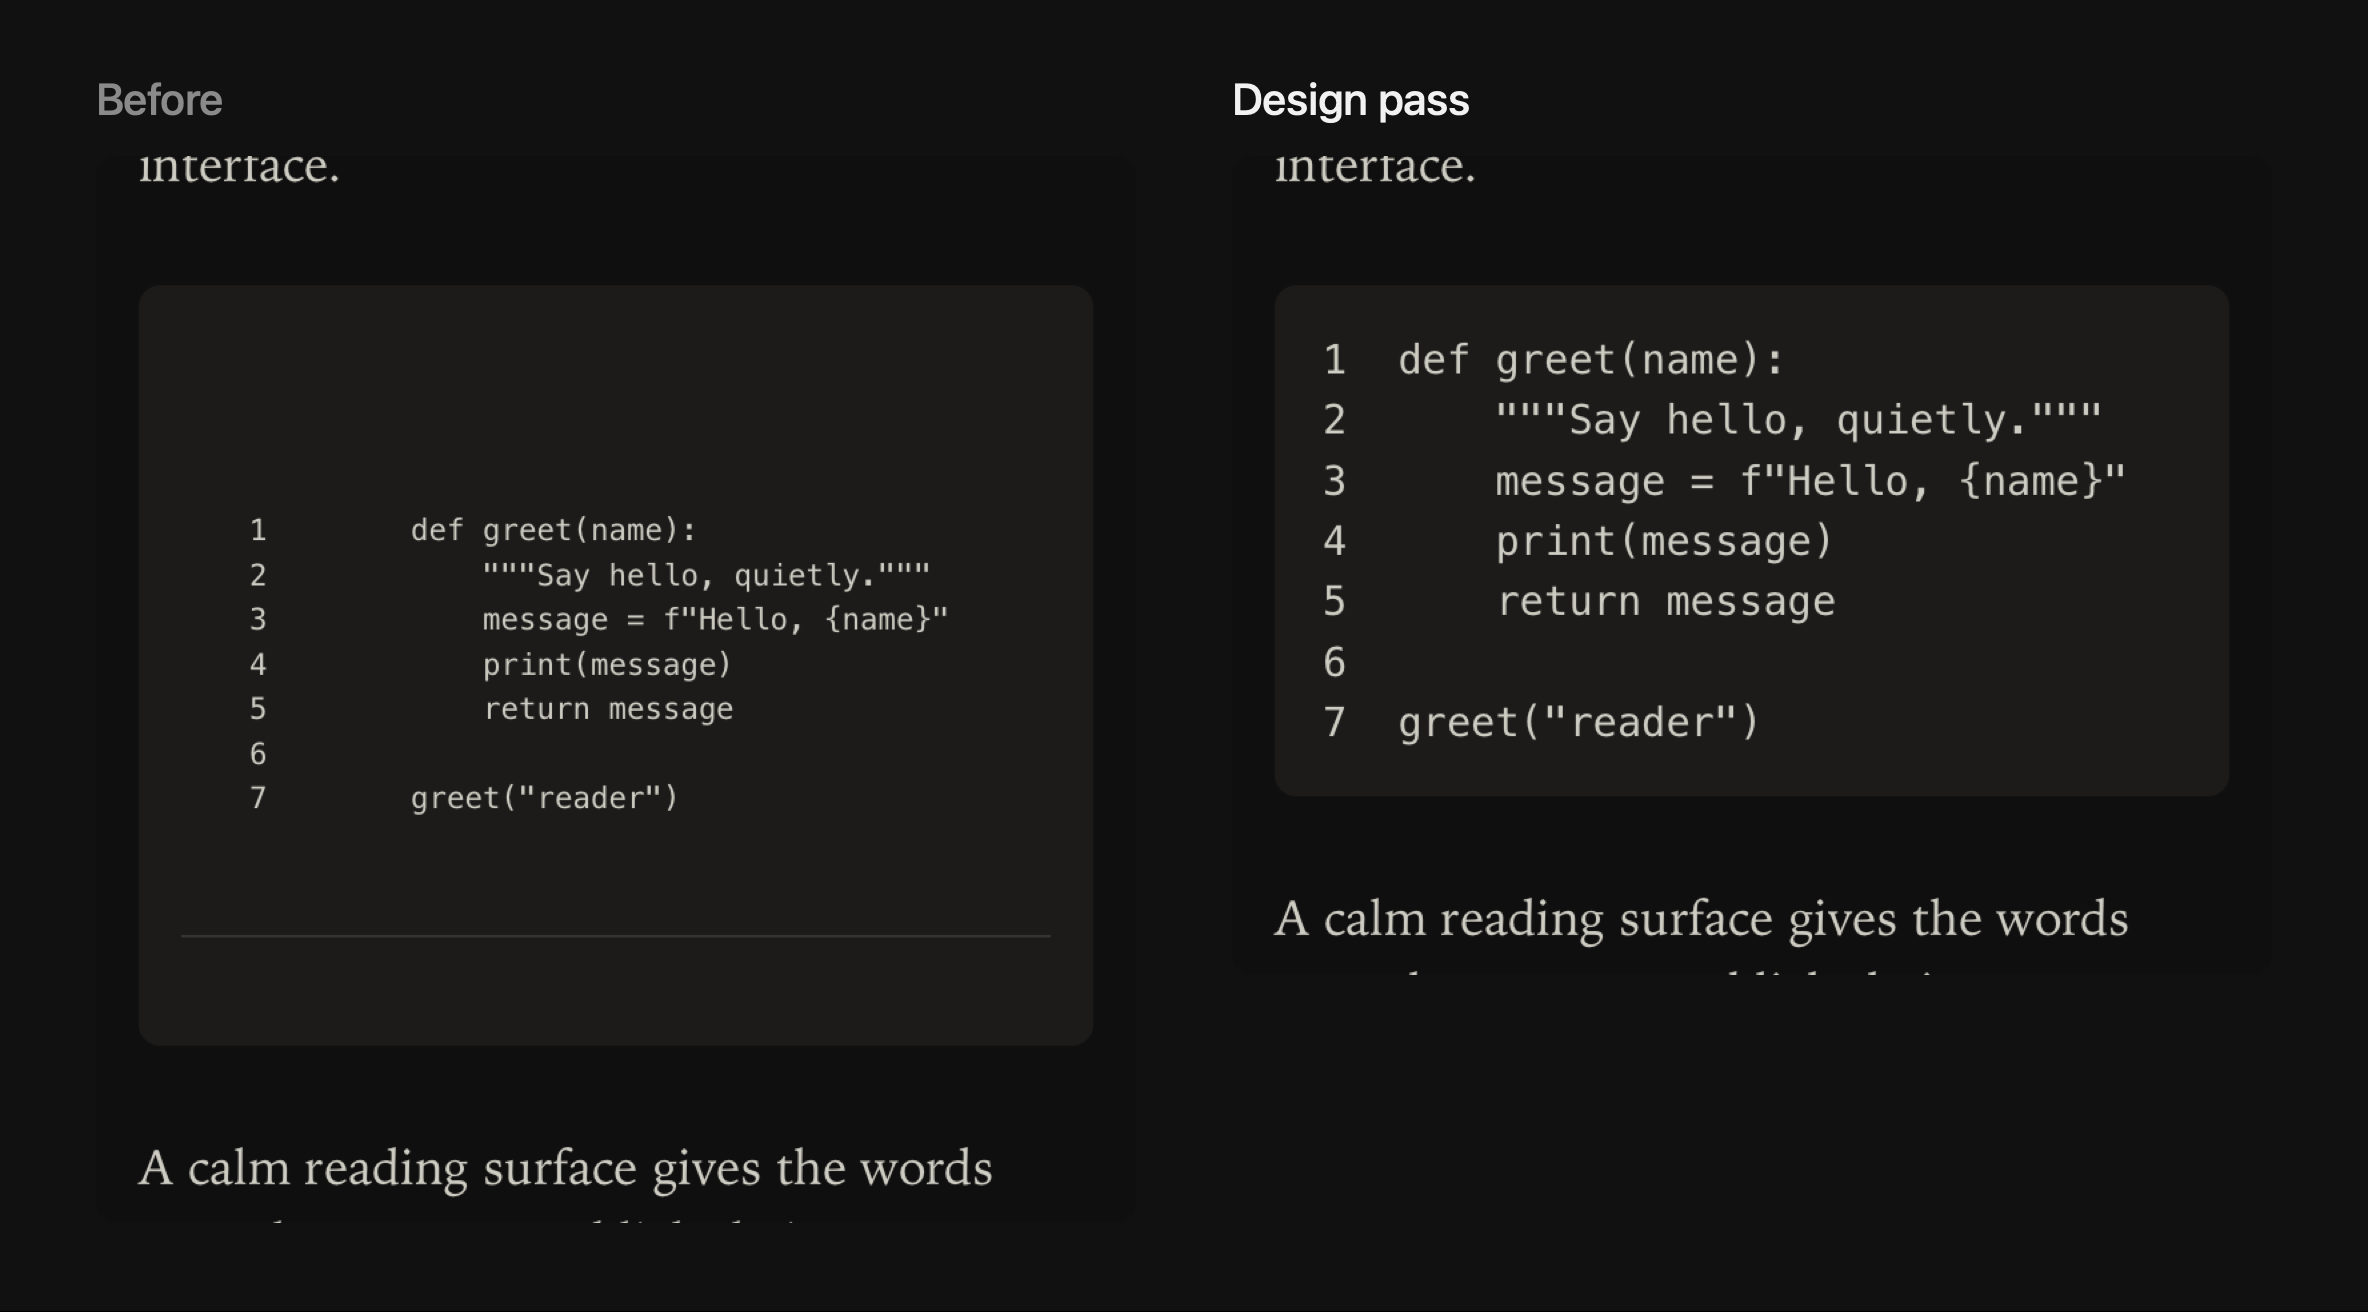 Before
interface.
1 def greet(name):
2     """Say hello, quietly."""
3     message = f"Hello, {name}"
4     print(message)
5     return message
6
7 greet("reader")
A calm reading surface gives the words
Design pass
interface.
1 def greet(name):
2     """Say hello, quietly."""
3     message = f"Hello, {name}"
4     print(message)
5     return message
6
7 greet("reader")
A calm reading surface gives the words